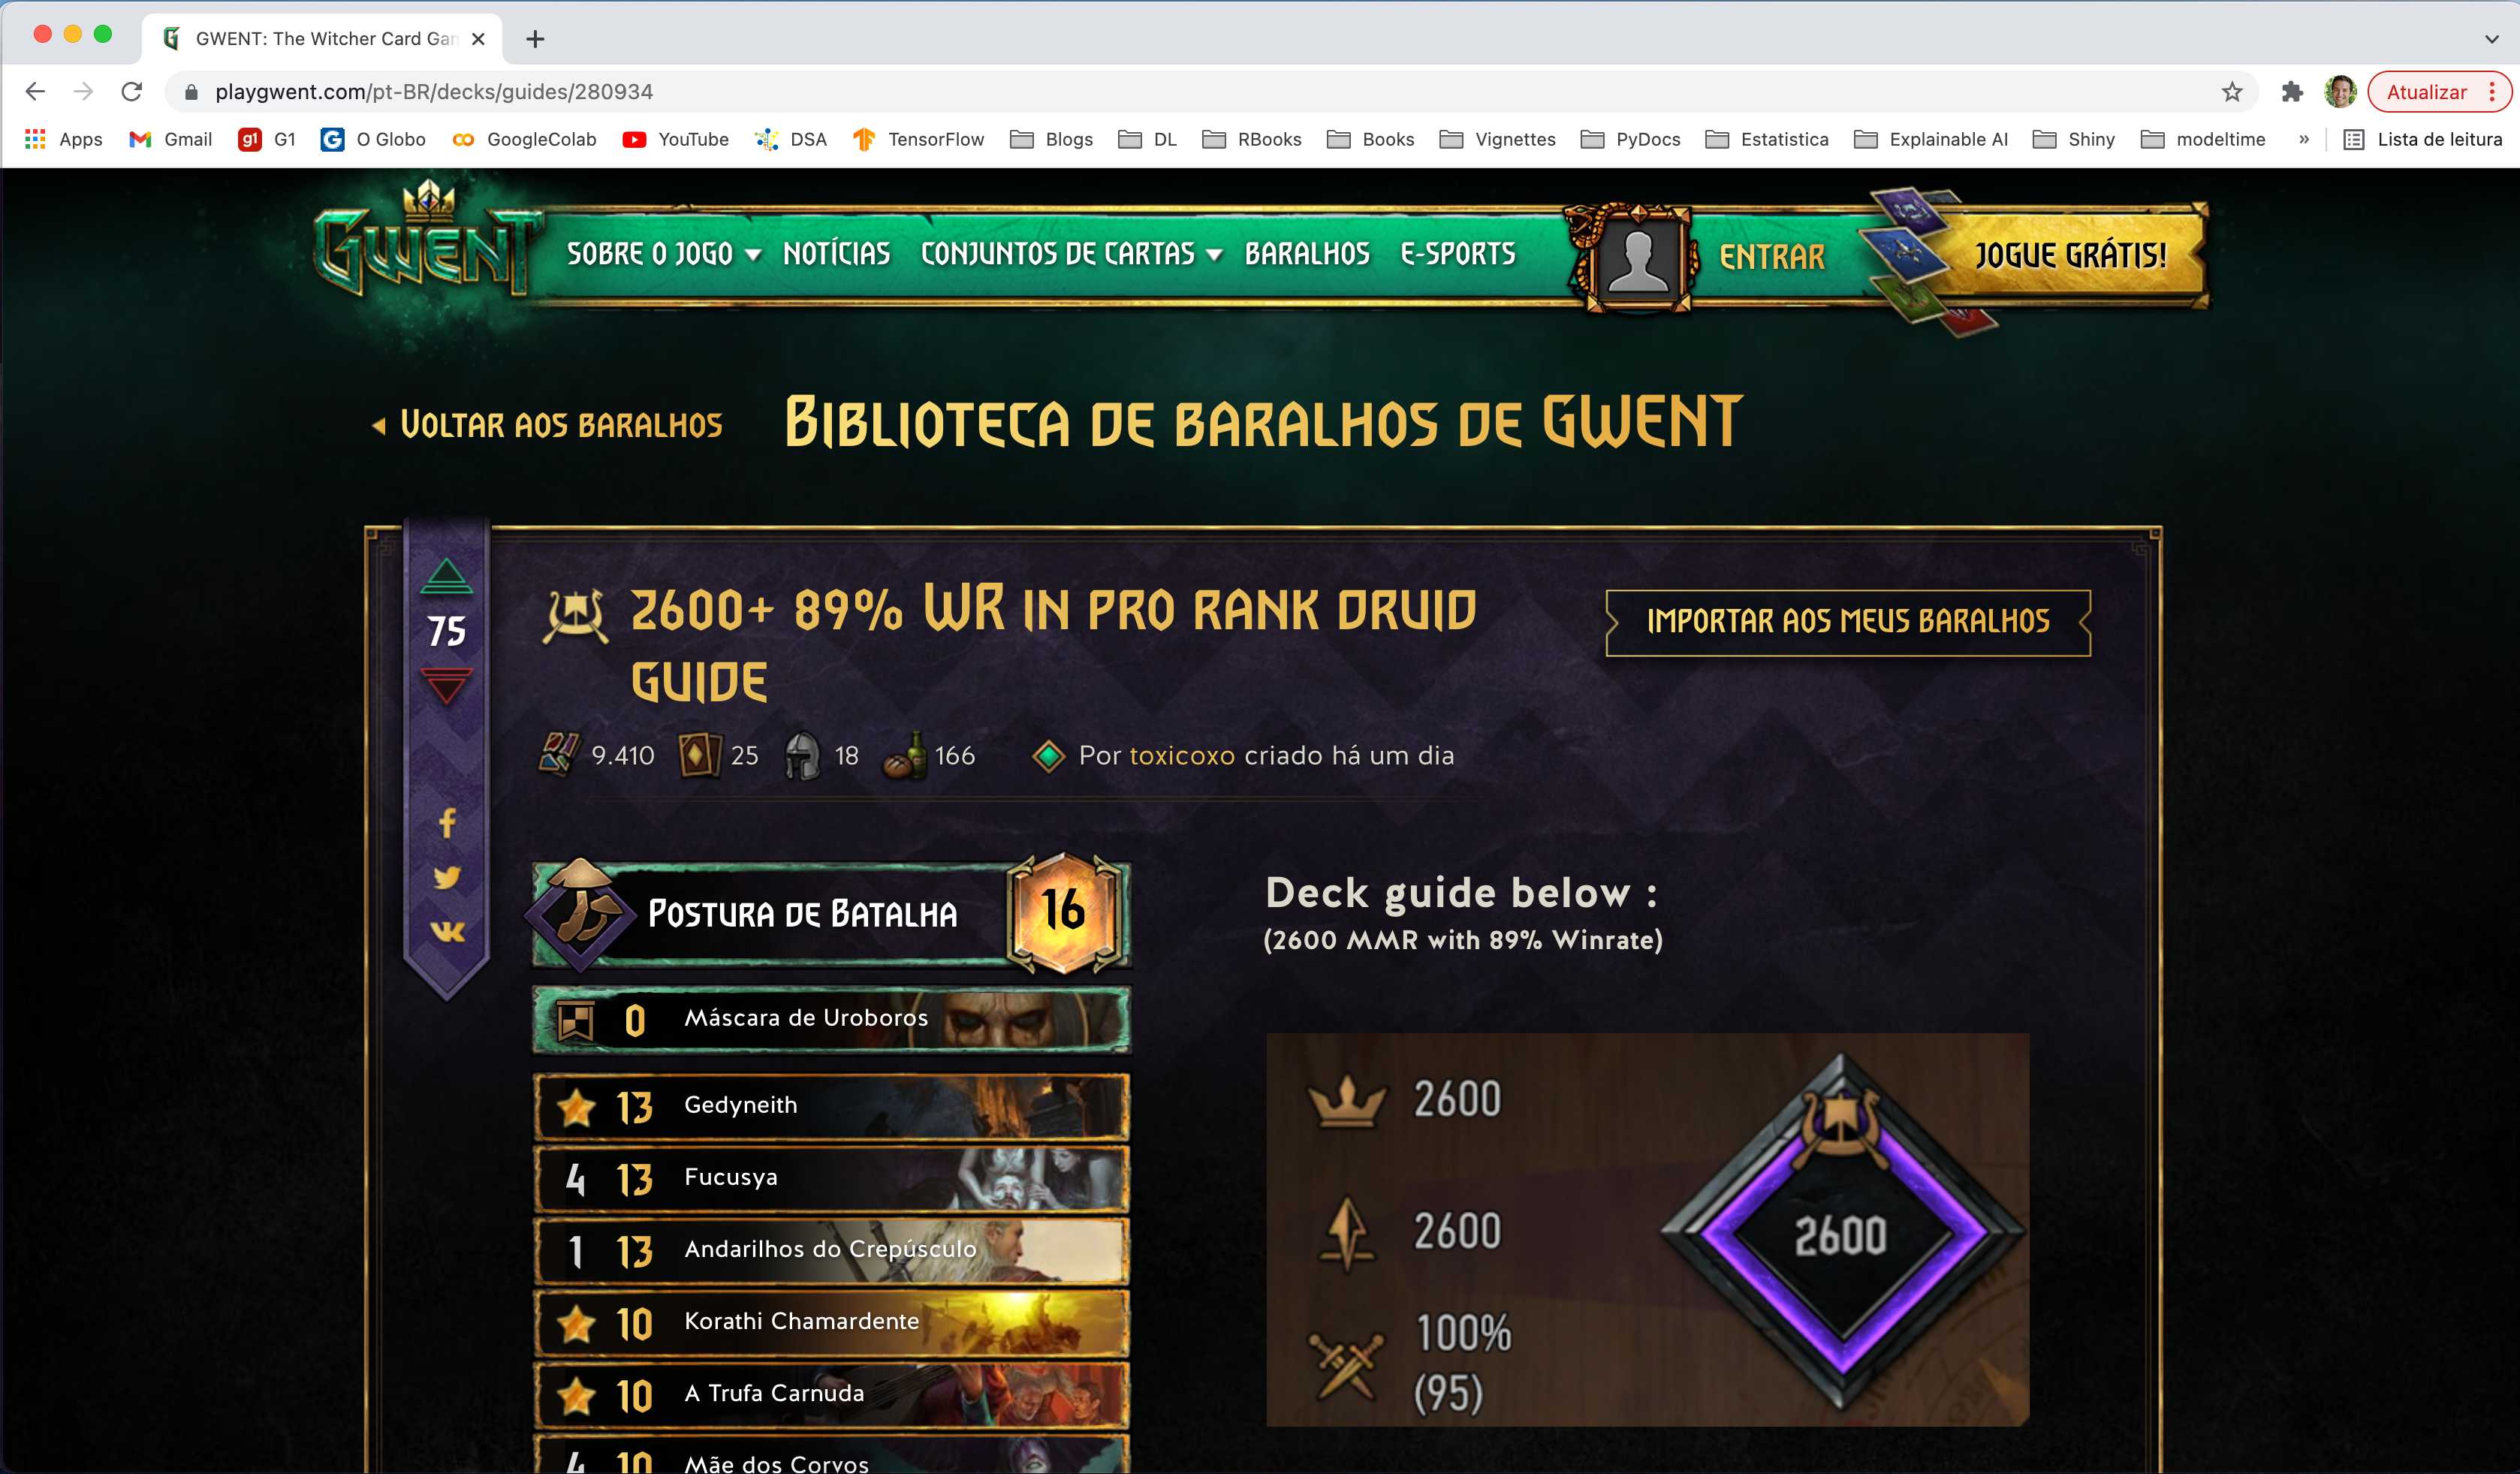 GWENT: The Witcher Card Gam
playgwent.com/pt-BR/decks/guides/280934
Atualizar
Apps
Gmail
G1
O Globo
GoogleColab
YouTube
DSA
TensorFlow
Blogs
DL
RBooks
Books
Vignettes
PyDocs
Estatistica
Explainable AI
Shiny
modeltime
»
Lista de leitura
GWENT
SOBRE O JOGO
NOTÍCIAS
CONJUNTOS DE CARTAS
BARALHOS
E-SPORTS
ENTRAR
JOGUE GRÁTIS!
VOLTAR AOS BARALHOS
BIBLIOTECA DE BARALHOS DE GWENT
75
2600+ 89% WR IN PRO RANK DRUID
GUIDE
IMPORTAR AOS MEUS BARALHOS
9.410
25
18
166
Por toxicoxo criado há um dia
POSTURA DE BATALHA
16
0 Máscara de Uroboros
13 Gedyneith
4 13 Fucusya
1 13 Andarilhos do Crepúsculo
10 Korathi Chamardente
10 A Trufa Carnuda
4 10 Mãe dos Corvos
Deck guide below :
(2600 MMR with 89% Winrate)
2600
2600
100%
(95)
2600